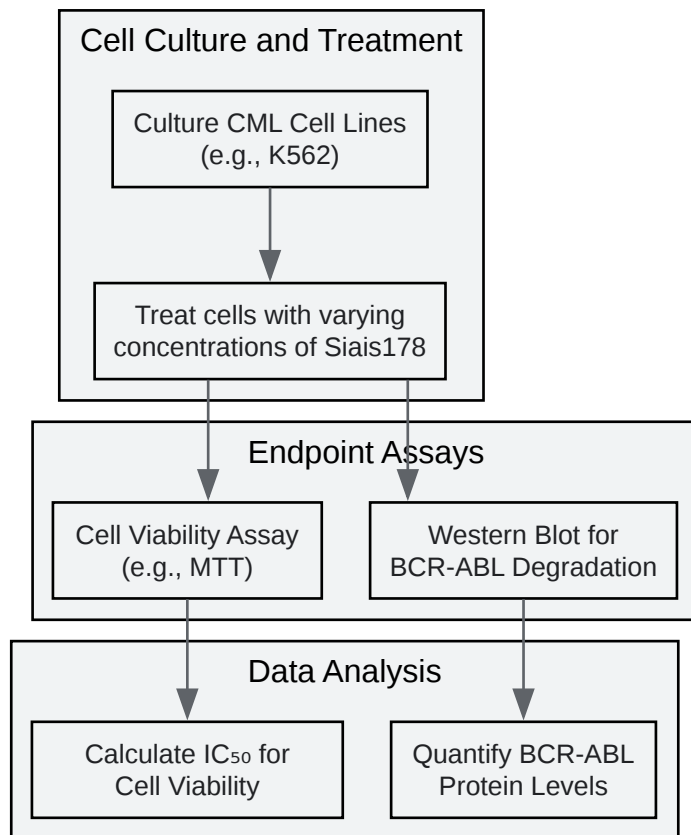 Cell Culture and Treatment
Culture CML Cell Lines
(e.g., K562)
Treat cells with varying
concentrations of Siais178
Endpoint Assays
Cell Viability Assay
(e.g., MTT)
Western Blot for
BCR-ABL Degradation
Data Analysis
Calculate IC₅₀ for
Cell Viability
Quantify BCR-ABL
Protein Levels